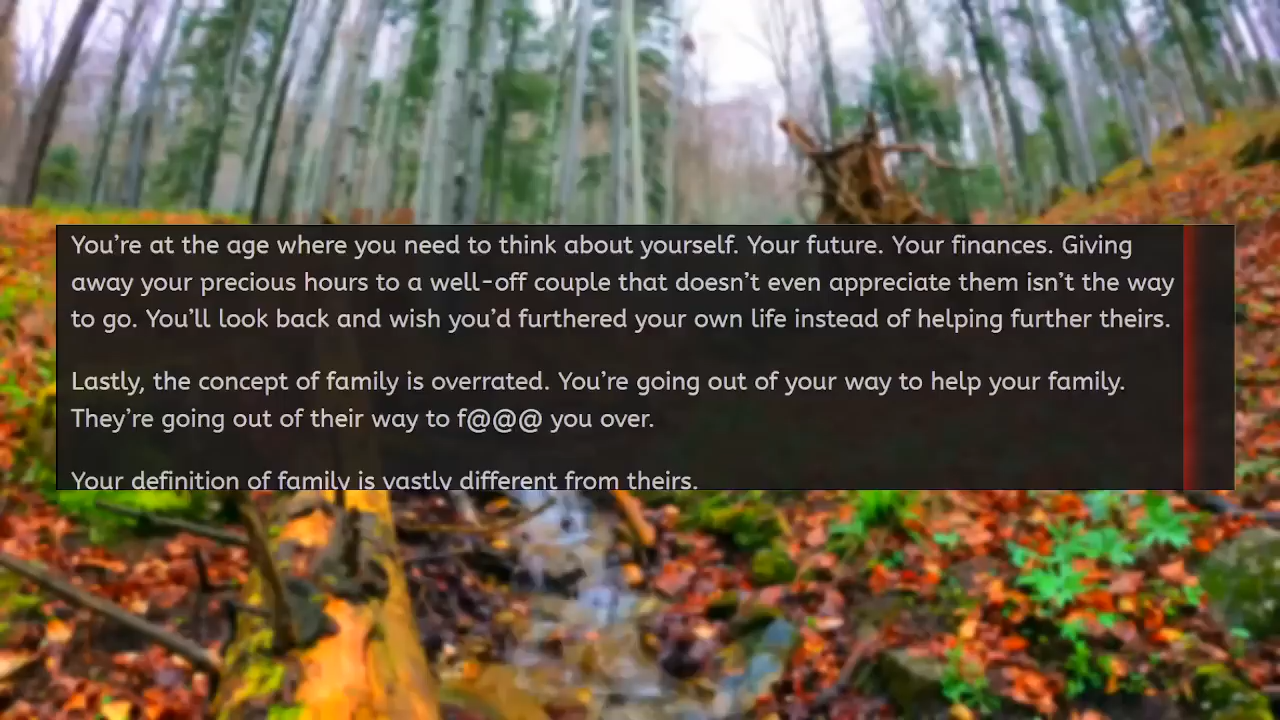 You’re at the age where you need to think about yourself. Your future. Your finances. Giving
away your precious hours to a well-off couple that doesn’t even appreciate them isn’t the way
to go. You’ll look back and wish you’d furthered your own life instead of helping further theirs.
Lastly, the concept of family is overrated. You’re going out of your way to help your family.
They’re going out of their way to f@@@ you over.
Your definition of family is vastly different from theirs.